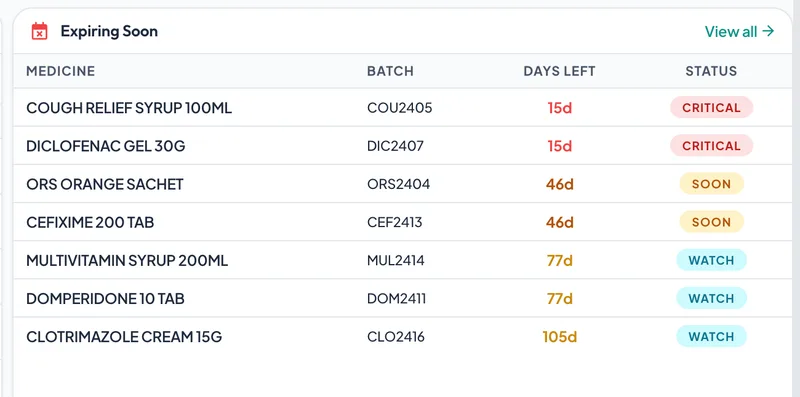 Expiring Soon View all →
MEDICINE BATCH DAYS LEFT STATUS
COUGH RELIEF SYRUP 100ML COU2405 15d CRITICAL
DICLOFENAC GEL 30G DIC2407 15d CRITICAL
ORS ORANGE SACHET ORS2404 46d SOON
CEFIXIME 200 TAB CEF2413 46d SOON
MULTIVITAMIN SYRUP 200ML MUL2414 77d WATCH
DOMPERIDONE 10 TAB DOM2411 77d WATCH
CLOTRIMAZOLE CREAM 15G CLO2416 105d WATCH